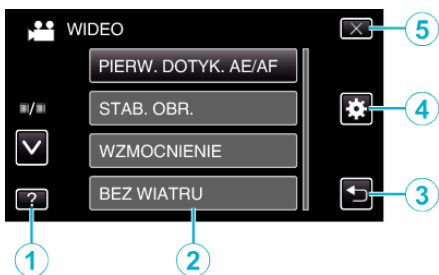 WIDEO
5
PIERW. DOTYK. AE/AF
STAB. OBR.
4
WZMOCNIENIE
BEZ WIATRU
?
3
1
2